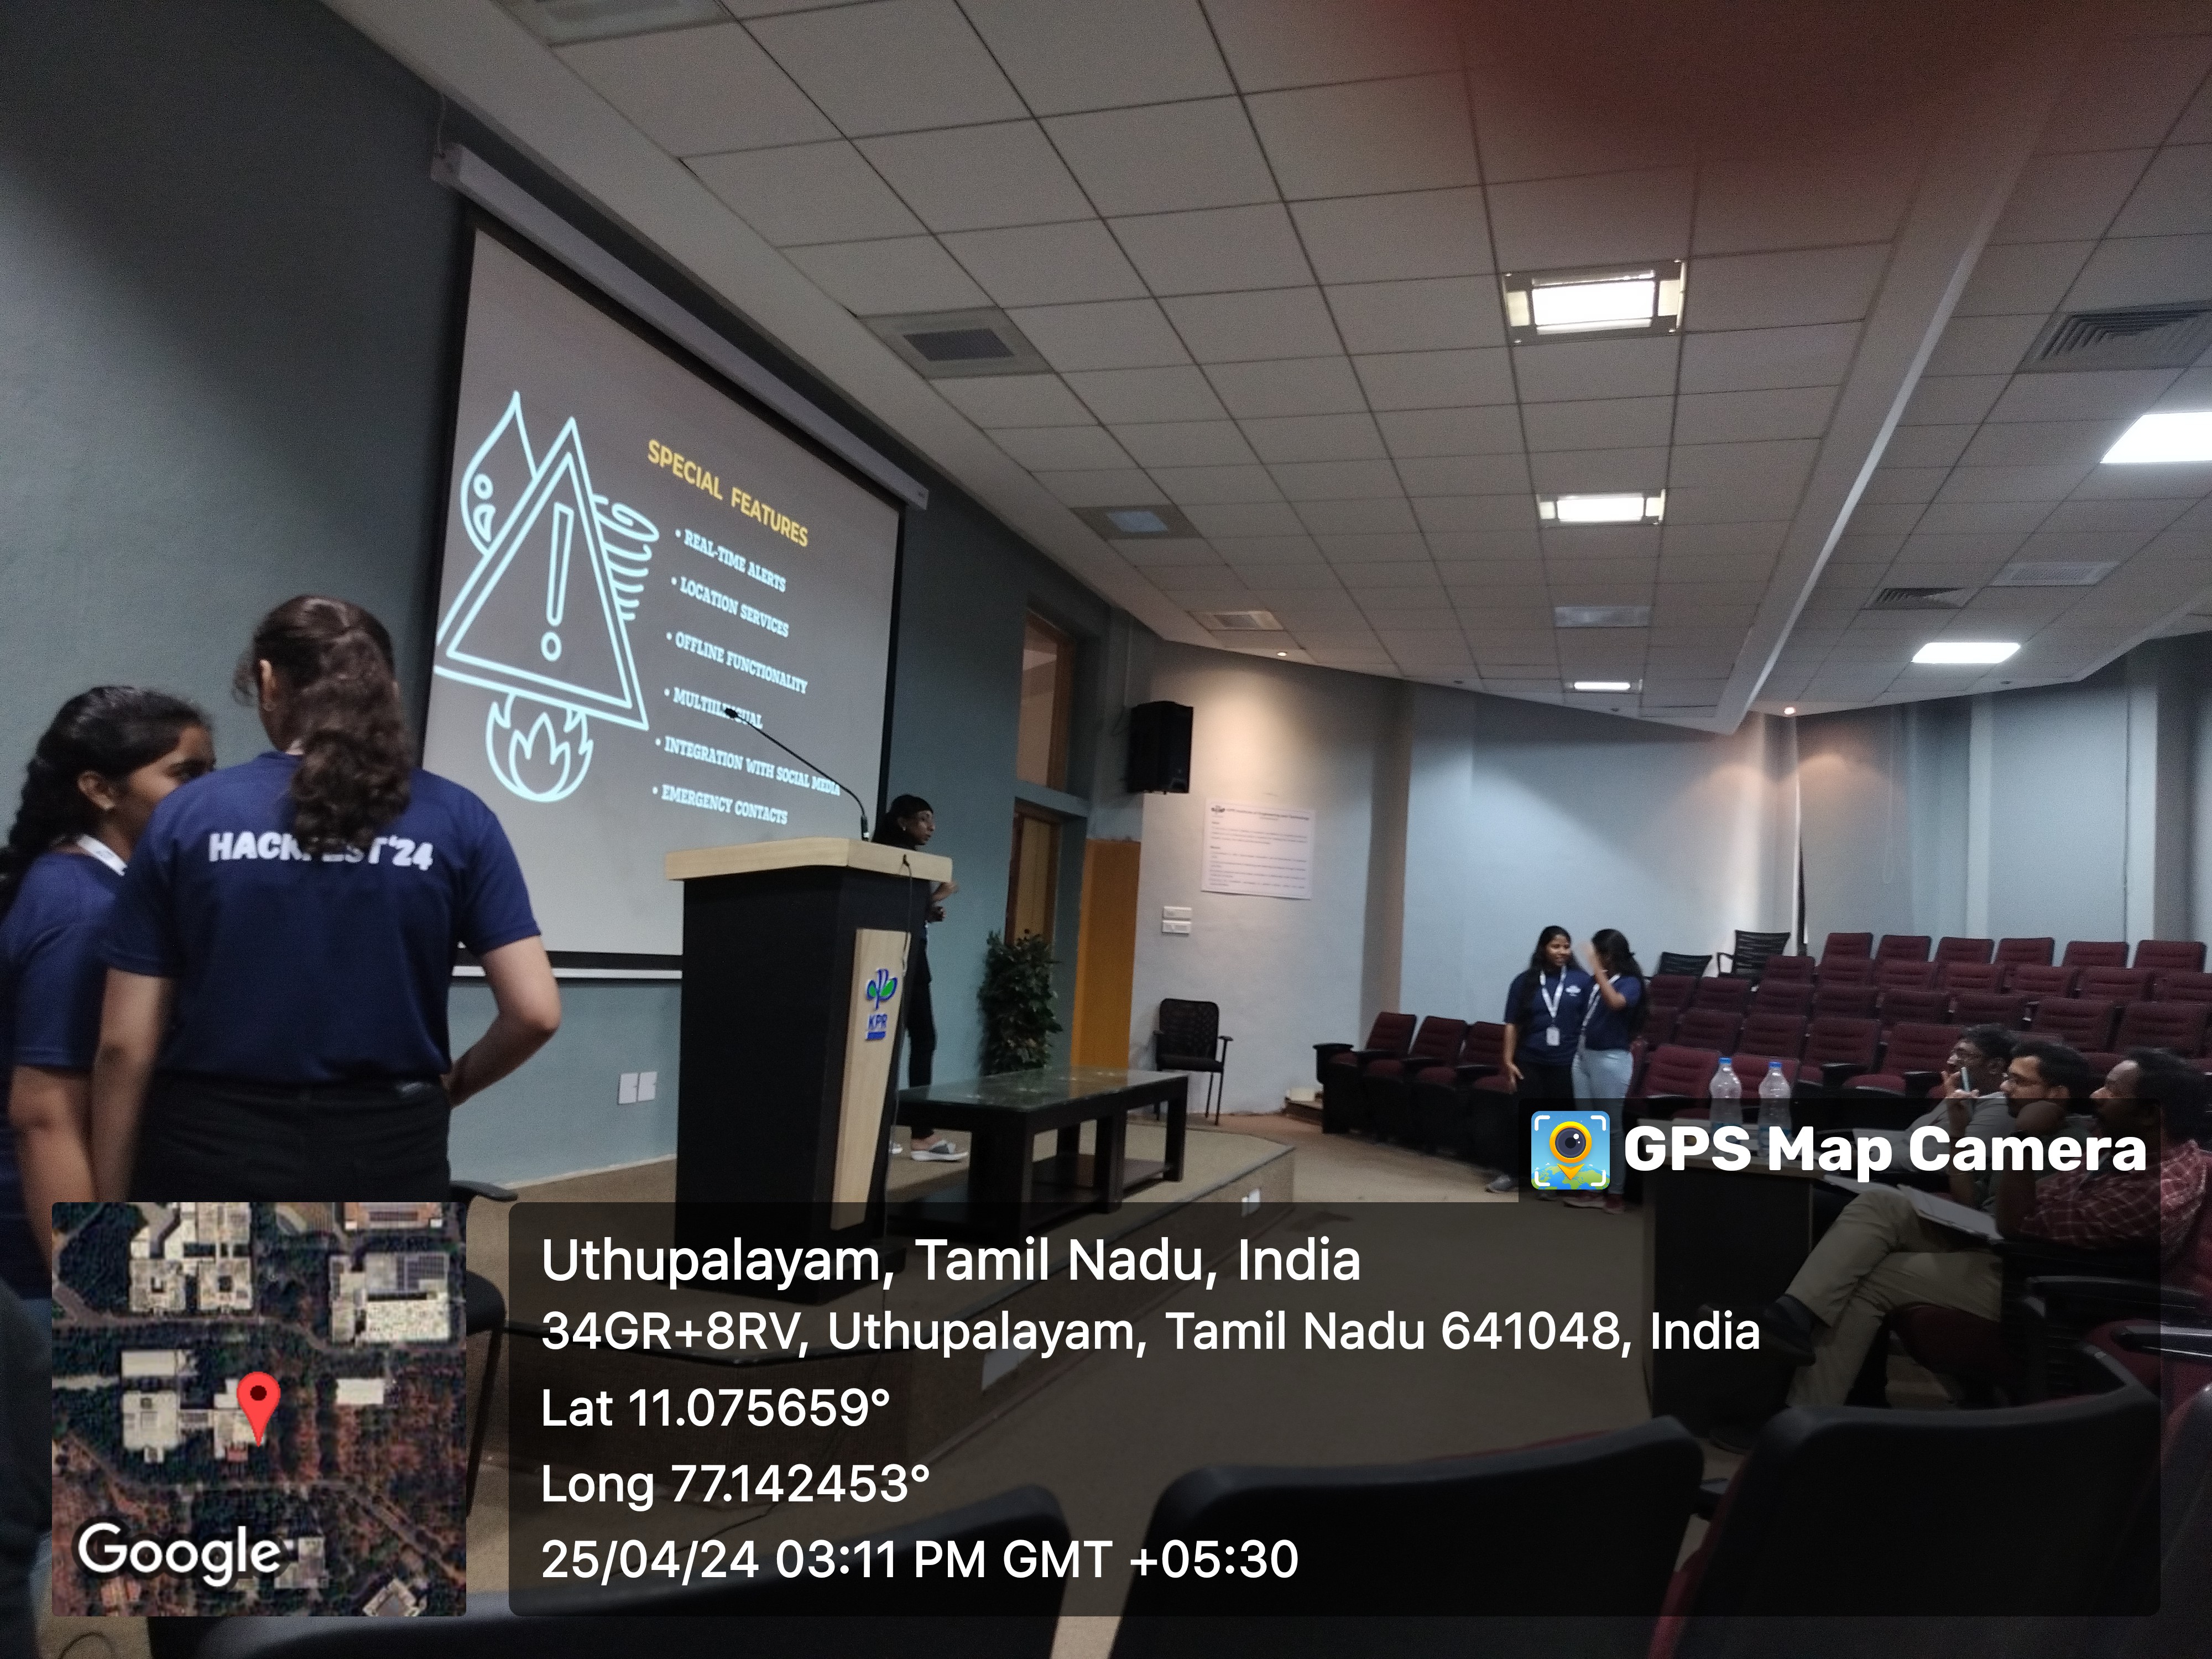 SPECIAL FEATURES
• REAL-TIME ALERTS
• LOCATION SERVICES
• OFFLINE FUNCTIONALITY
• INTEGRATION WITH SOCIAL MEDIA
• EMERGENCY CONTACTS
HACKFEST'24
KPR
GPS Map Camera
Google
Uthupalayam, Tamil Nadu, India
34GR+8RV, Uthupalayam, Tamil Nadu 641048, India
Lat 11.075659°
Long 77.142453°
25/04/24 03:11 PM GMT +05:30